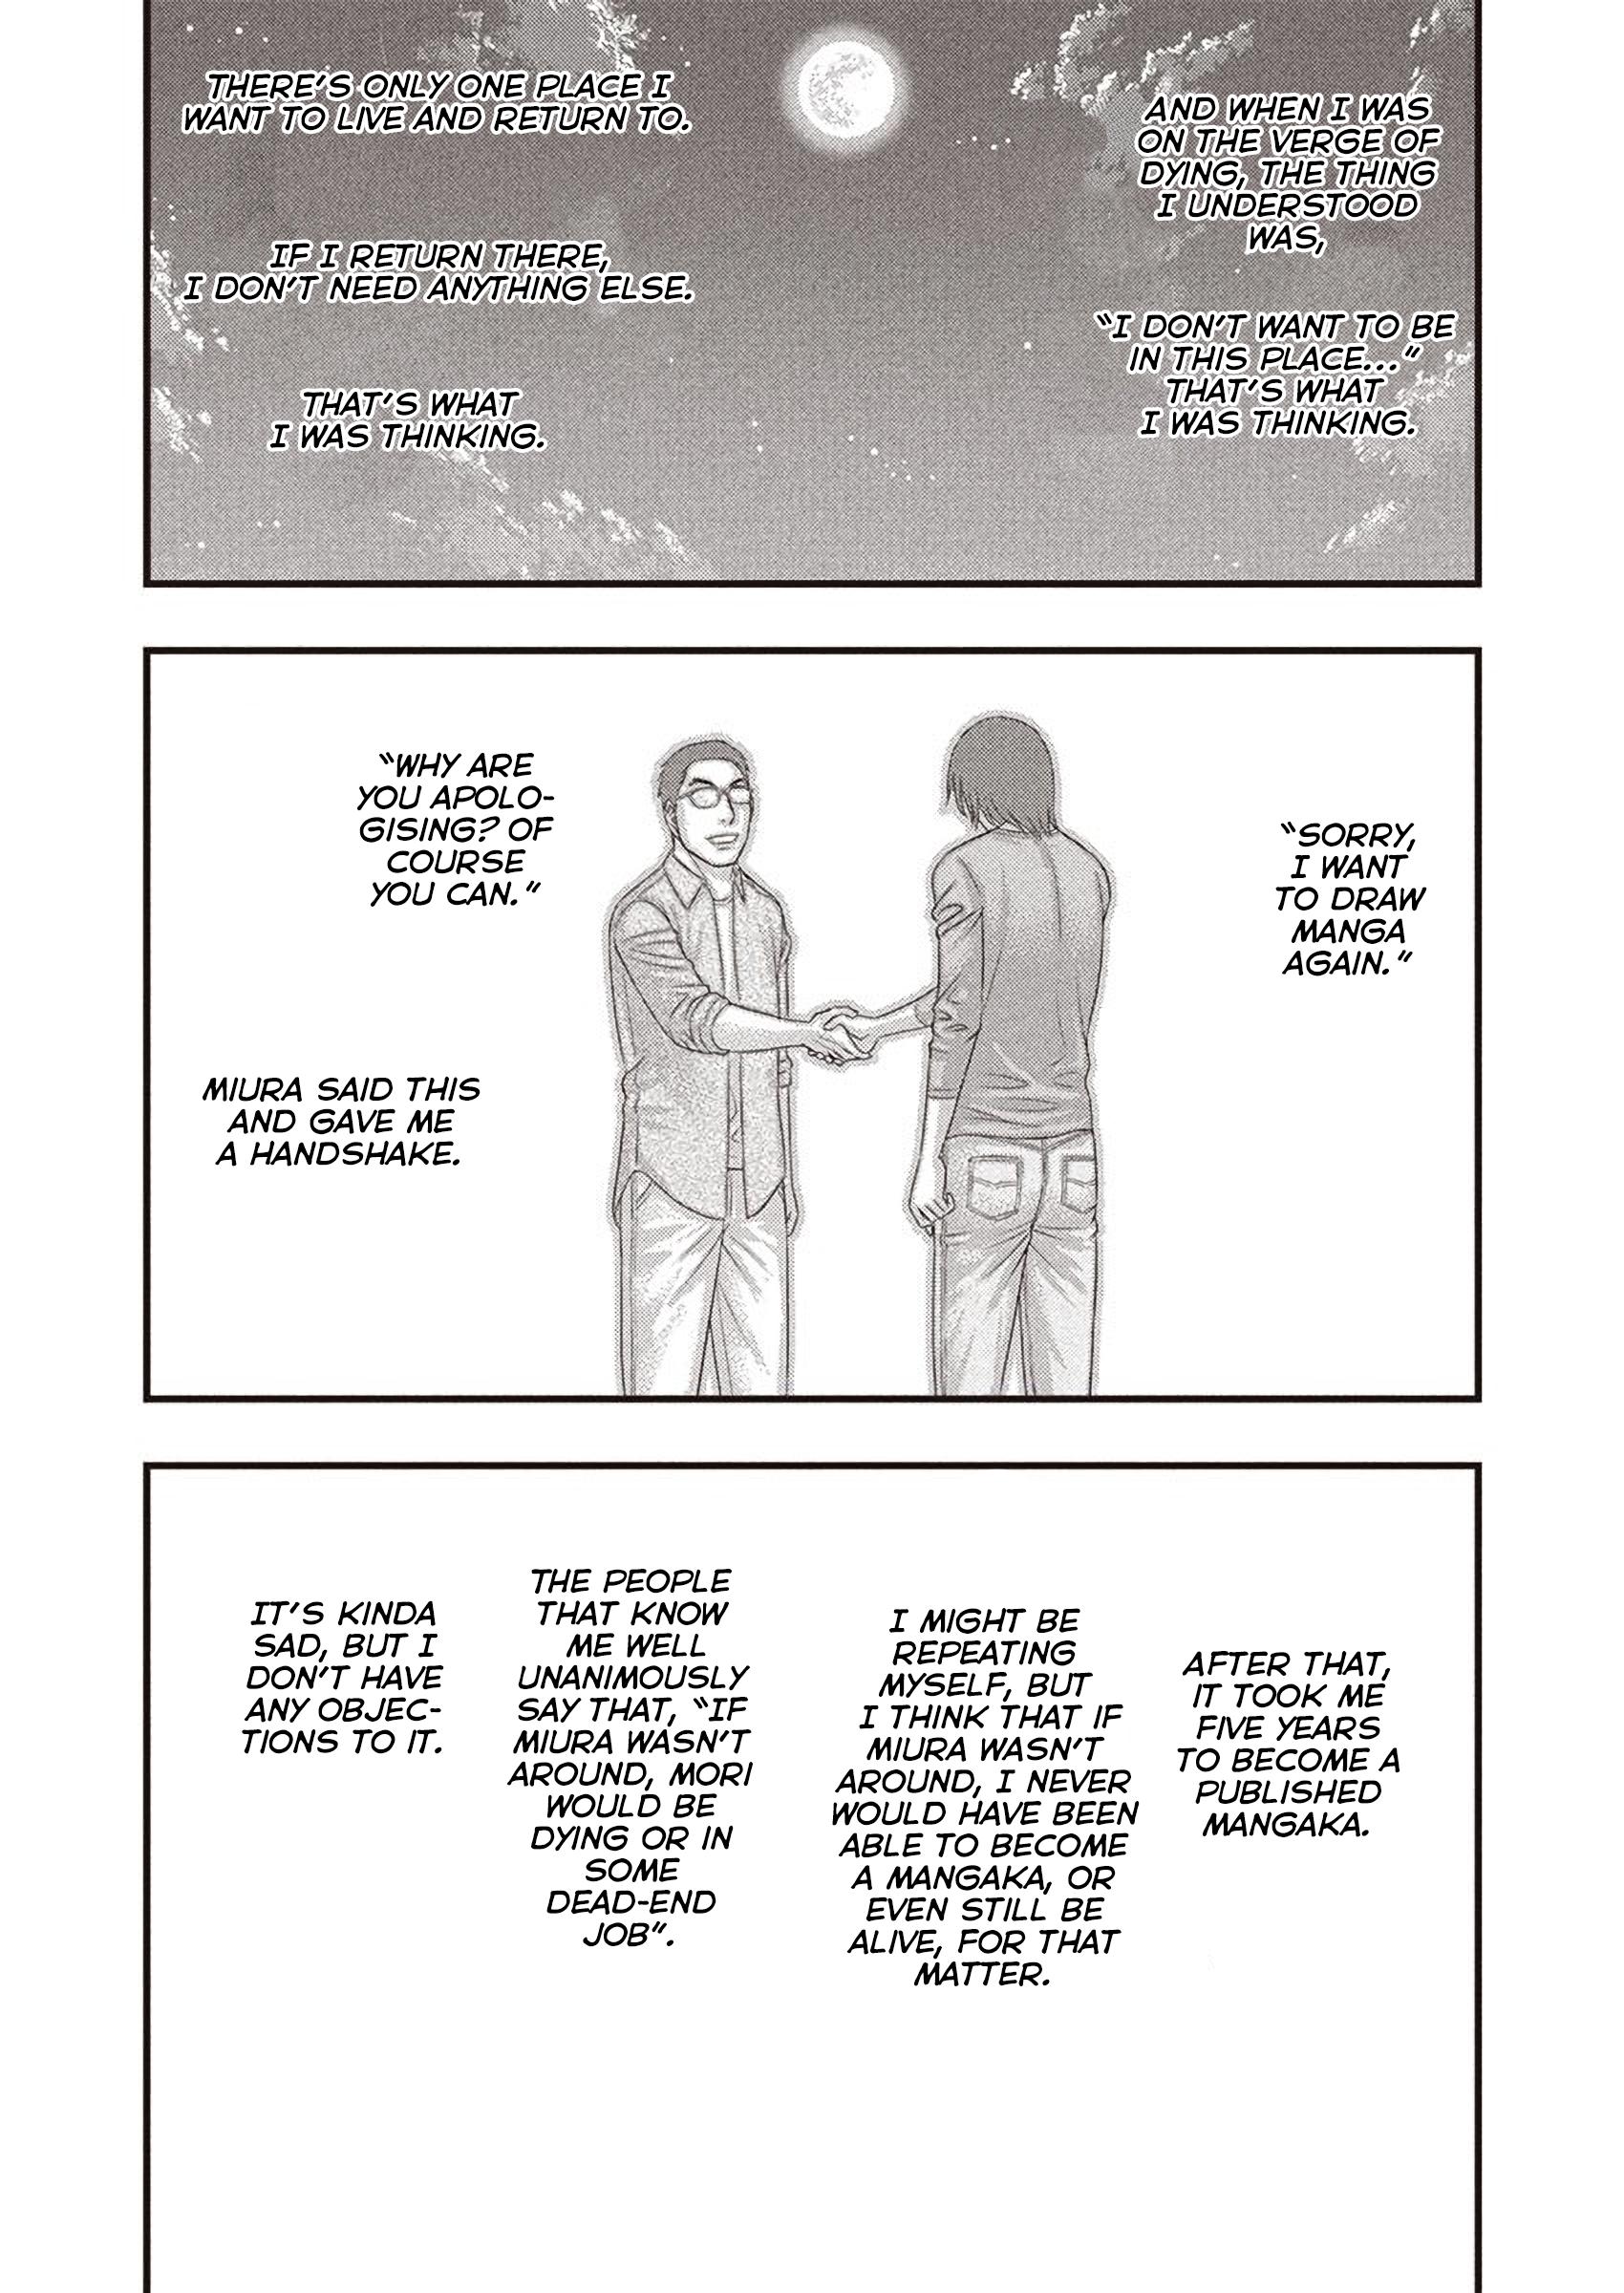 AND WHEN I WAS
ON THE VERGE OF
DYING, THE THING
I UNDERSTOOD
WAS,
“I DON'T WANT TO BE
IN THIS PLACE...”
THAT'S WHAT
I WAS THINKING.
THERE'S ONLY ONE PLACE I
WANT TO LIVE AND RETURN TO.
IF I RETURN THERE,
I DON'T NEED ANYTHING ELSE.
THAT'S WHAT
I WAS THINKING.
“SORRY,
I WANT
TO DRAW
MANGA
AGAIN.”
“WHY ARE
YOU APOLO-
GISING? OF
COURSE
YOU CAN.”
MIURA SAID THIS
AND GAVE ME
A HANDSHAKE.
AFTER THAT,
IT TOOK ME
FIVE YEARS
TO BECOME A
PUBLISHED
MANGAKA.
I MIGHT BE
REPEATING
MYSELF, BUT
I THINK THAT IF
MIURA WASN'T
AROUND, I NEVER
WOULD HAVE BEEN
ABLE TO BECOME
A MANGAKA, OR
EVEN STILL BE
ALIVE, FOR THAT
MATTER.
THE PEOPLE
THAT KNOW
ME WELL
UNANIMOUSLY
SAY THAT, “IF
MIURA WASN'T
AROUND, MORI
WOULD BE
DYING OR IN
SOME
DEAD-END
JOB”.
IT'S KINDA
SAD, BUT I
DON'T HAVE
ANY OBJEC-
TIONS TO IT.